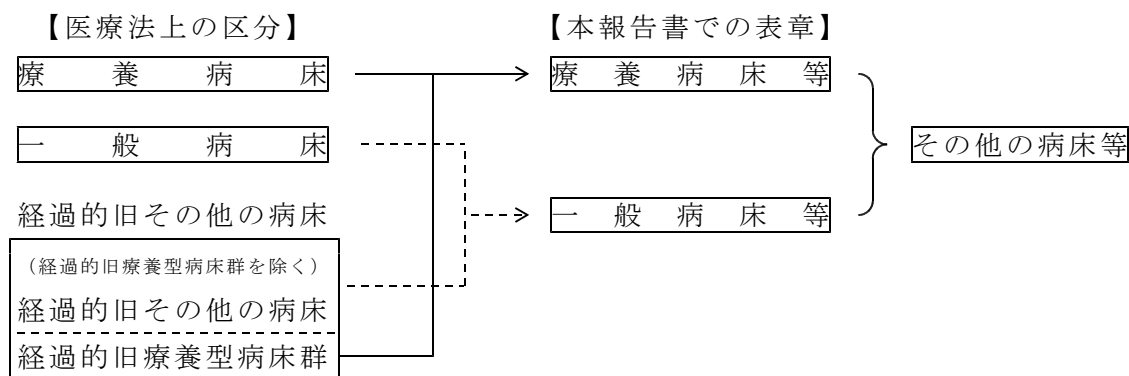 【医療法上の区分】
【本報告書での表章】
療養病床
療養病床等
一般病床
その他の病床等
経過的旧その他の病床
一般病床等
（経過的旧療養型病床群を除く）
経過的旧その他の病床
経過的旧療養型病床群